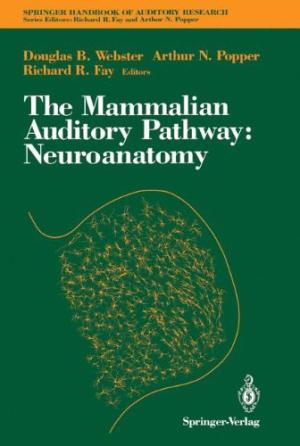 SPRINGER HANDBOOK OF AUDITORY RESEARCH
Series Editors: Richard R. Fay and Arthur N. Popper
Douglas B. Webster Arthur N. Popper
Richard R. Fay Editors
The Mammalian
Auditory Pathway:
Neuroanatomy
Springer-Verlag